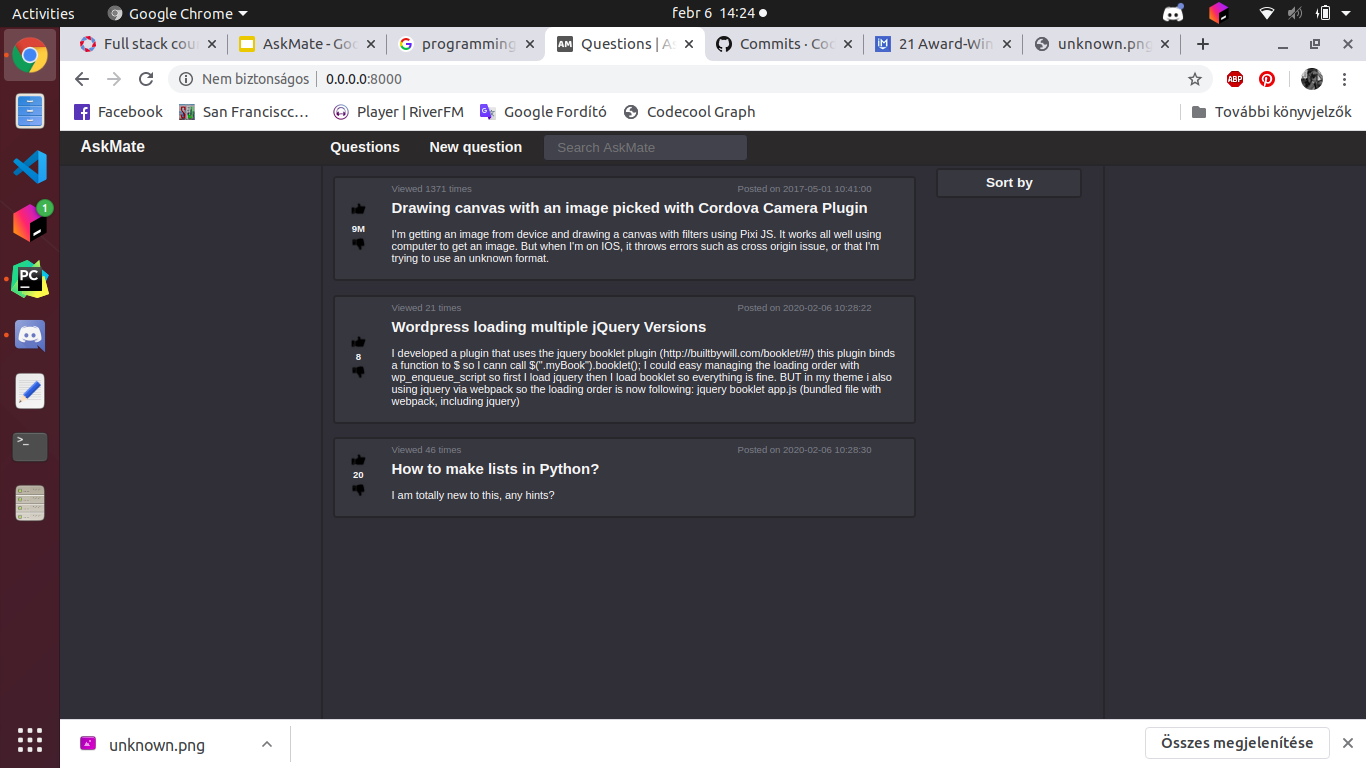 Activities Google Chrome febr 6 14:24
Full stack cou AskMate - Goo programming Questions | As Commits · Coc 21 Award-Win unknown.png
Nem biztonságos 0.0.0.0:8000 ABP
Facebook San Franciscc… Player | RiverFM Google Fordító Codecool Graph További könyvjelzők
AskMate Questions New question Search AskMate
Sort by
Viewed 1371 times Posted on 2017-05-01 10:41:00
Drawing canvas with an image picked with Cordova Camera Plugin
9M
I'm getting an image from device and drawing a canvas with filters using Pixi JS. It works all well using
computer to get an image. But when I'm on IOS, it throws errors such as cross origin issue, or that I'm
trying to use an unknown format.
Viewed 21 times Posted on 2020-02-06 10:28:22
Wordpress loading multiple jQuery Versions
8
I developed a plugin that uses the jquery booklet plugin (http://builtbywill.com/booklet/#/) this plugin binds
a function to $ so I cann call $(".myBook").booklet(); I could easy managing the loading order with
wp_enqueue_script so first I load jquery then I load booklet so everything is fine. BUT in my theme i also
using jquery via webpack so the loading order is now following: jquery booklet app.js (bundled file with
webpack, including jquery)
Viewed 46 times Posted on 2020-02-06 10:28:30
How to make lists in Python?
20
I am totally new to this, any hints?
unknown.png Összes megjelenítése